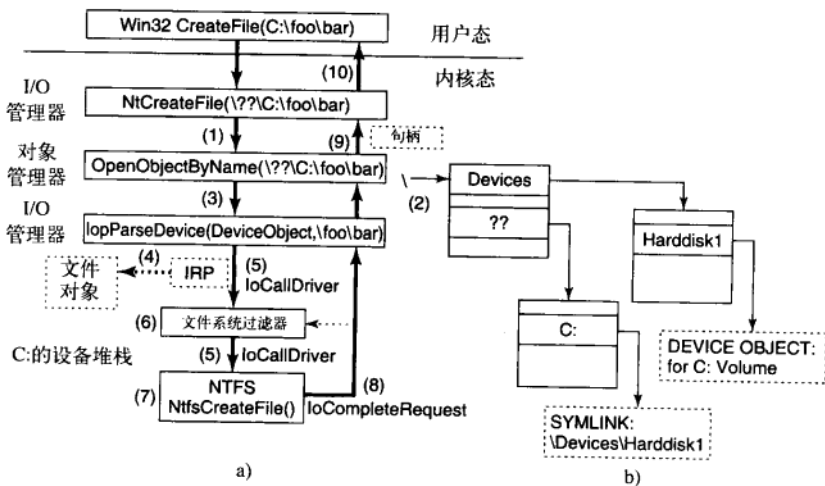 Win32 CreateFile(C:\foo\bar)
用户态
(10)
内核态
I/O
管理器
NtCreateFile(\??\C:\foo\bar)
(1)
(9)
句柄
对象
管理器
OpenObjectByName(\??\C:\foo\bar)
(3)
I/O
管理器
IopParseDevice(DeviceObject,\foo\bar)
(4)
IRP
(5)
IoCallDriver
文件
对象
(6)
文件系统过滤器
C:的设备堆栈
(5)
IoCallDriver
(7)
NTFS
NtfsCreateFile()
(8)
IoCompleteRequest
a)
\
(2)
Devices
??
Harddisk1
C:
DEVICE OBJECT:
for C: Volume
SYMLINK:
\Devices\Harddisk1
b)